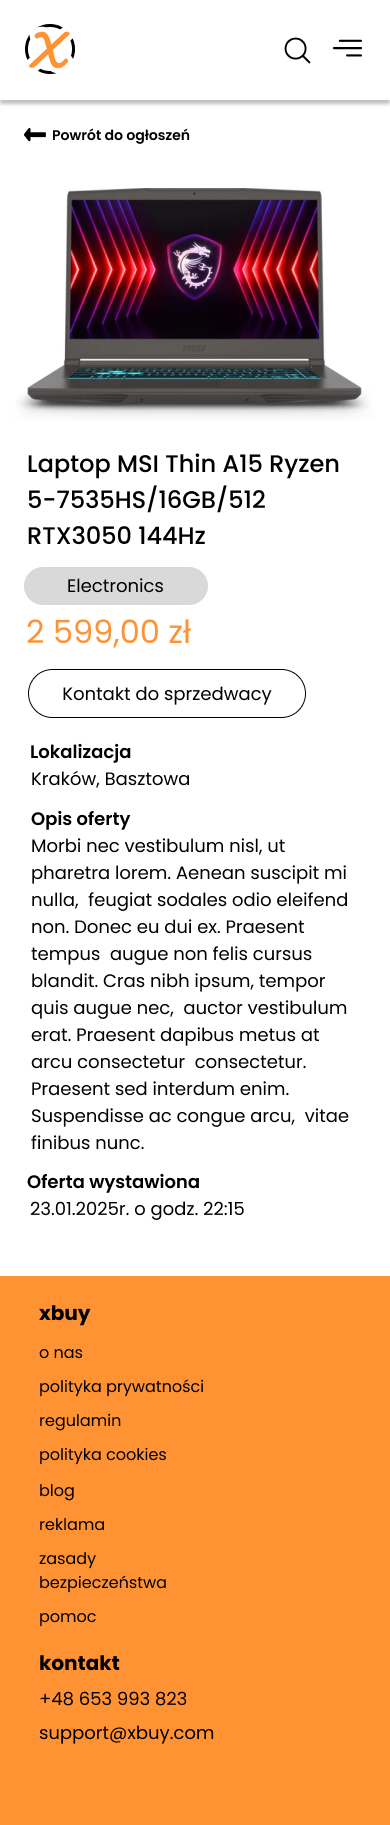 Powrót do ogłoszeń
Laptop MSI Thin A15 Ryzen
5-7535HS/16GB/512
RTX3050 144Hz
Electronics
2 599,00 zł
Kontakt do sprzedwacy
Lokalizacja
Kraków, Basztowa
Opis oferty
Morbi nec vestibulum nisl, ut
pharetra lorem. Aenean suscipit mi
nulla,  feugiat sodales odio eleifend
non. Donec eu dui ex. Praesent
tempus  augue non felis cursus
blandit. Cras nibh ipsum, tempor
quis augue nec,  auctor vestibulum
erat. Praesent dapibus metus at
arcu consectetur  consectetur.
Praesent sed interdum enim.
Suspendisse ac congue arcu,  vitae
finibus nunc.
Oferta wystawiona
23.01.2025r. o godz. 22:15
xbuy
o nas
polityka prywatności
regulamin
polityka cookies
blog
reklama
zasady
bezpieczeństwa
pomoc
kontakt
+48 653 993 823
support@xbuy.com